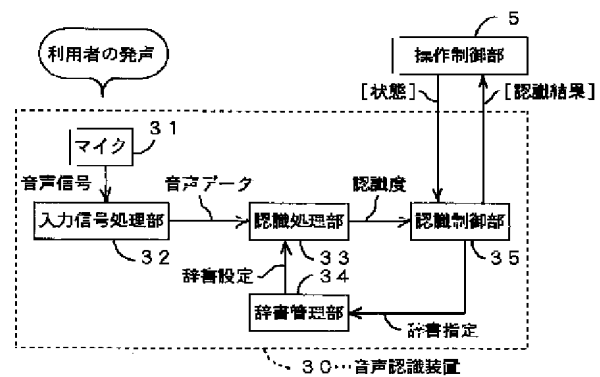 5
利用者の発声
操作制御部
[状態]
[認識結果]
31
マイク
音声信号
音声データ
認識度
入力信号処理部
認識処理部
認識制御部
32
33
35
辞書設定
34
辞書管理部
辞書指定
30…音声認識装置